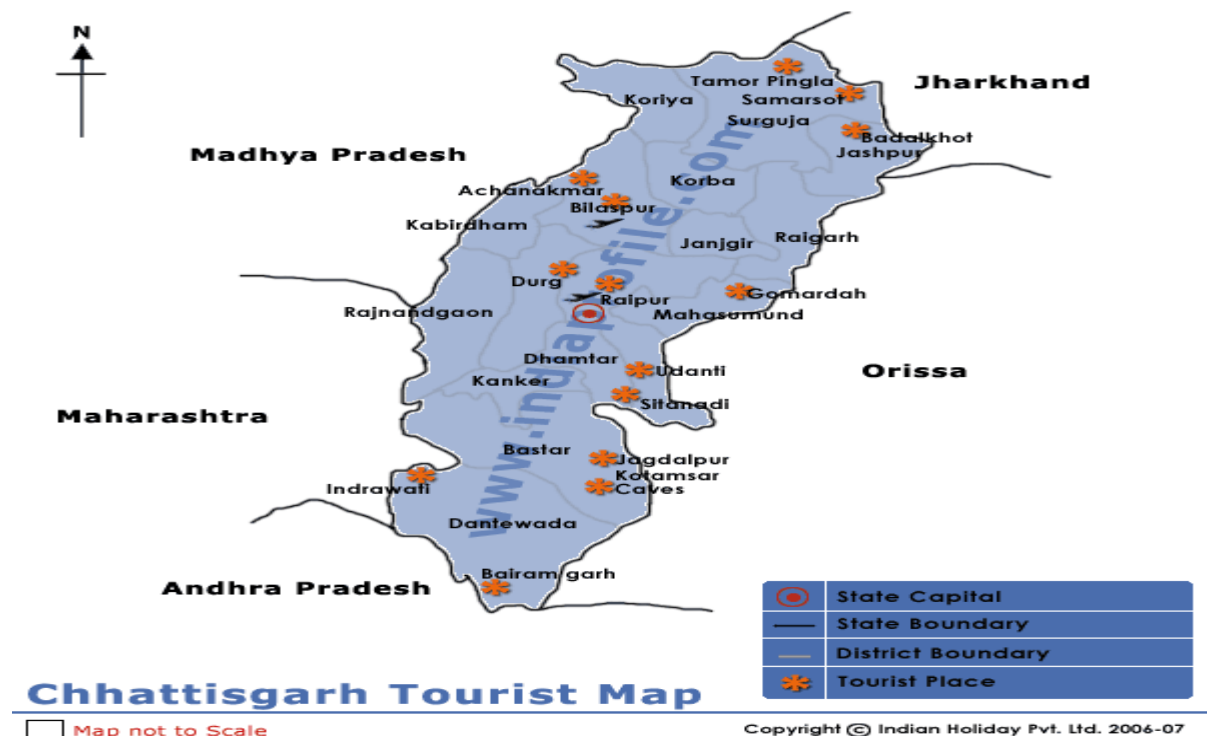 N
Jharkhand
Tamor Pingla
Koriya
Samarsot
Surguja
Badalkhot
Jashpur
Madhya Pradesh
Korba
Achanakmar
Bilaspur
Kabirdham
Janjgir
Raigarh
Durg
Gomardah
Raipur
Rajnandgaon
Mahasumund
Dhamtar
Udanti
Orissa
Kanker
Sitanadi
Maharashtra
Bastar
Jagdalpur
Kotamsar
Caves
Indrawati
Dantewada
Bairam garh
Andhra Pradesh
www.indiaprofile.com
State Capital
State Boundary
District Boundary
Tourist Place
Chhattisgarh Tourist Map
Map not to Scale
Copyright © Indian Holiday Pvt. Ltd. 2006-07